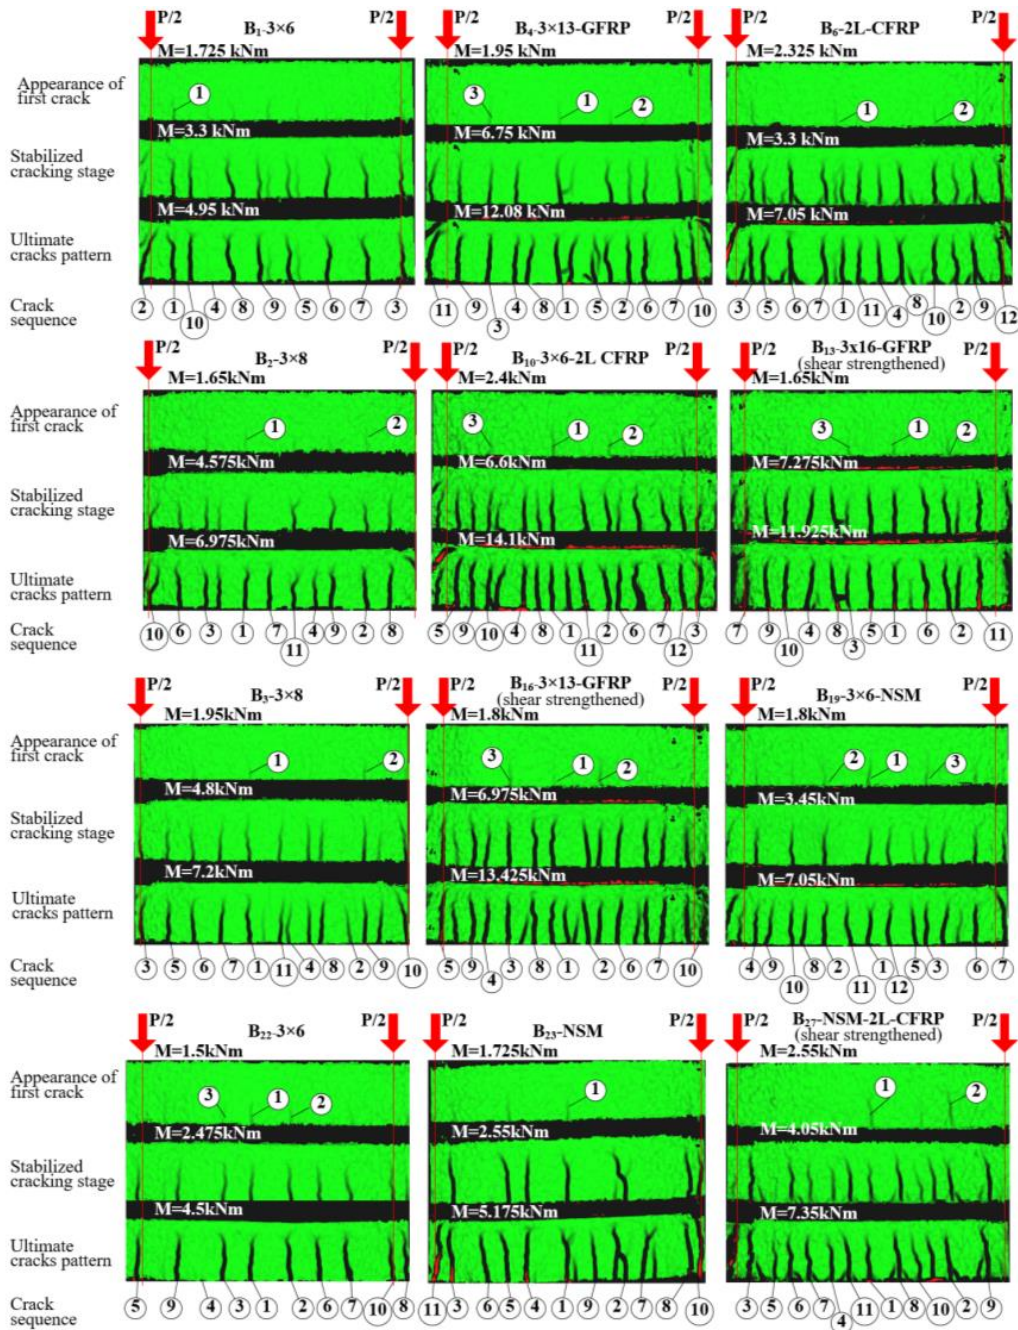 P/2 B1-3×6 P/2 P/2 B4-3×13-GFRP P/2 P/2 B6-2L-CFRP P/2
M=1.725 kNm M=1.95 kNm M=2.325 kNm
Appearance of
first crack
1 3 1 2 1 2
M=3.3 kNm M=6.75 kNm M=3.3 kNm
Stabilized
cracking stage
M=4.95 kNm M=12.08 kNm M=7.05 kNm
Ultimate
cracks pattern
Crack
sequence
2 1 10 4 8 9 5 6 7 3 11 9 3 4 8 1 5 2 6 7 10 3 5 6 7 1 11 4 8 10 2 9 12
P/2 B2-3×8 P/2 P/2 B10-3×6-2L CFRP P/2 P/2 B13-3x16-GFRP P/2
(shear strengthened)
M=1.65kNm M=2.4kNm M=1.65kNm
Appearance of
first crack
1 2 3 1 2 3 1 2
M=4.575kNm M=6.6kNm M=7.275kNm
Stabilized
cracking stage
M=6.975kNm M=14.1kNm M=11.925kNm
Ultimate
cracks pattern
Crack
sequence
10 6 3 1 7 11 4 9 2 8 5 9 10 4 8 1 11 2 6 7 12 3 7 9 10 4 8 3 5 1 6 2 11
P/2 B3-3×8 P/2 P/2 B16-3×13-GFRP P/2 P/2 B19-3×6-NSM P/2
(shear strengthened)
M=1.95kNm M=1.8kNm M=1.8kNm
Appearance of
first crack
1 2 3 1 2 2 1 3
M=4.8kNm M=6.975kNm M=3.45kNm
Stabilized
cracking stage
M=7.2kNm M=13.425kNm M=7.05kNm
Ultimate
cracks pattern
Crack
sequence
3 5 6 7 1 11 4 8 2 9 10 5 9 4 3 8 1 2 6 7 10 4 9 10 8 2 11 1 12 5 3 6 7
P/2 B22-3×6 P/2 P/2 B23-NSM P/2 P/2 B27-NSM-2L-CFRP P/2
(shear strengthened)
M=1.5kNm M=1.725kNm M=2.55kNm
Appearance of
first crack
3 1 2 1 1 2
M=2.475kNm M=2.55kNm M=4.05kNm
Stabilized
cracking stage
M=4.5kNm M=5.175kNm M=7.35kNm
Ultimate
cracks pattern
Crack
sequence
5 9 4 3 1 2 6 7 10 8 11 3 6 5 4 1 9 2 7 8 10 3 5 6 7 4 11 1 8 10 2 9